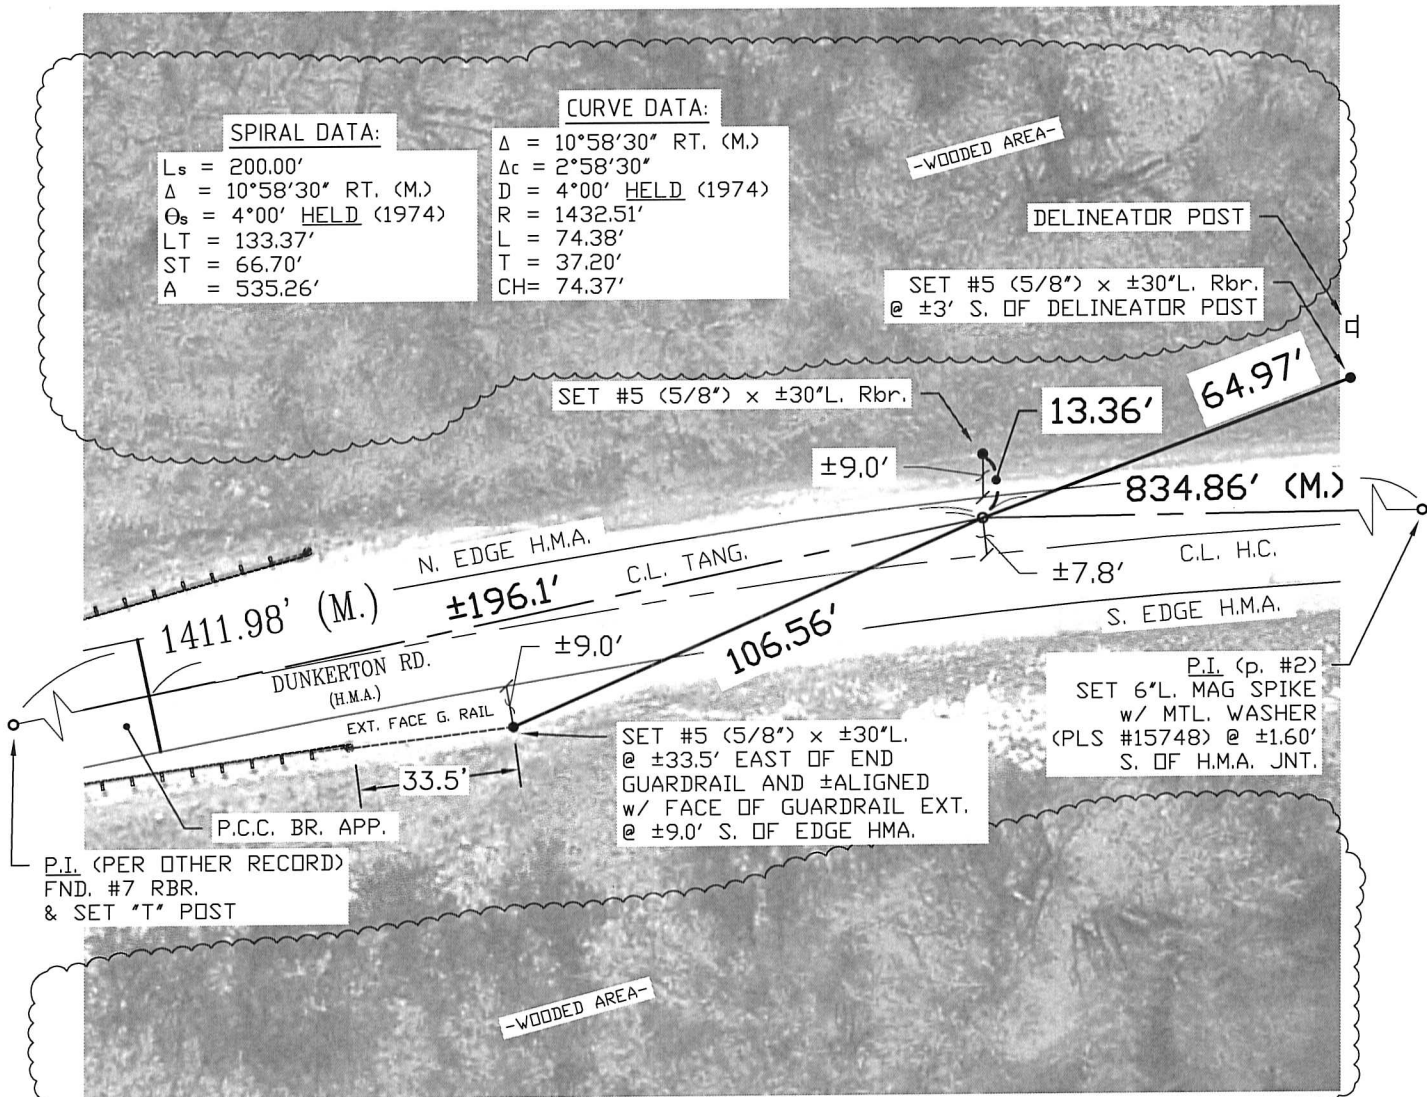 SPIRAL DATA:
Ls = 200.00'
Δ = 10°58'30" RT. (M.)
Θs = 4°00' HELD (1974)
LT = 133.37'
ST = 66.70'
A = 535.26'
CURVE DATA:
Δ = 10°58'30" RT. (M.)
Δc = 2°58'30"
D = 4°00' HELD (1974)
R = 1432.51'
L = 74.38'
T = 37.20'
CH= 74.37'
-WOODED AREA-
DELINEATOR POST
SET #5 (5/8") x ±30"L. Rbr.
@ ±3' S. OF DELINEATOR POST
64.97'
SET #5 (5/8") x ±30"L. Rbr.
13.36'
±9.0'
834.86' (M.)
N. EDGE H.M.A.
C.L. TANG.
C.L. H.C.
±7.8'
1411.98' (M.)
±196.1'
S. EDGE H.M.A.
±9.0'
106.56'
DUNKERTON RD.
(H.M.A.)
EXT. FACE G. RAIL
P.I. (p. #2)
SET 6"L. MAG SPIKE
w/ MTL. WASHER
(PLS #15748) @ ±1.60'
S. OF H.M.A. JNT.
SET #5 (5/8") x ±30"L.
@ ±33.5' EAST OF END
GUARDRAIL AND ±ALIGNED
w/ FACE OF GUARDRAIL EXT.
@ ±9.0' S. OF EDGE HMA.
33.5'
P.C.C. BR. APP.
P.I. (PER OTHER RECORD)
FND. #7 RBR.
& SET "T" POST
-WOODED AREA-